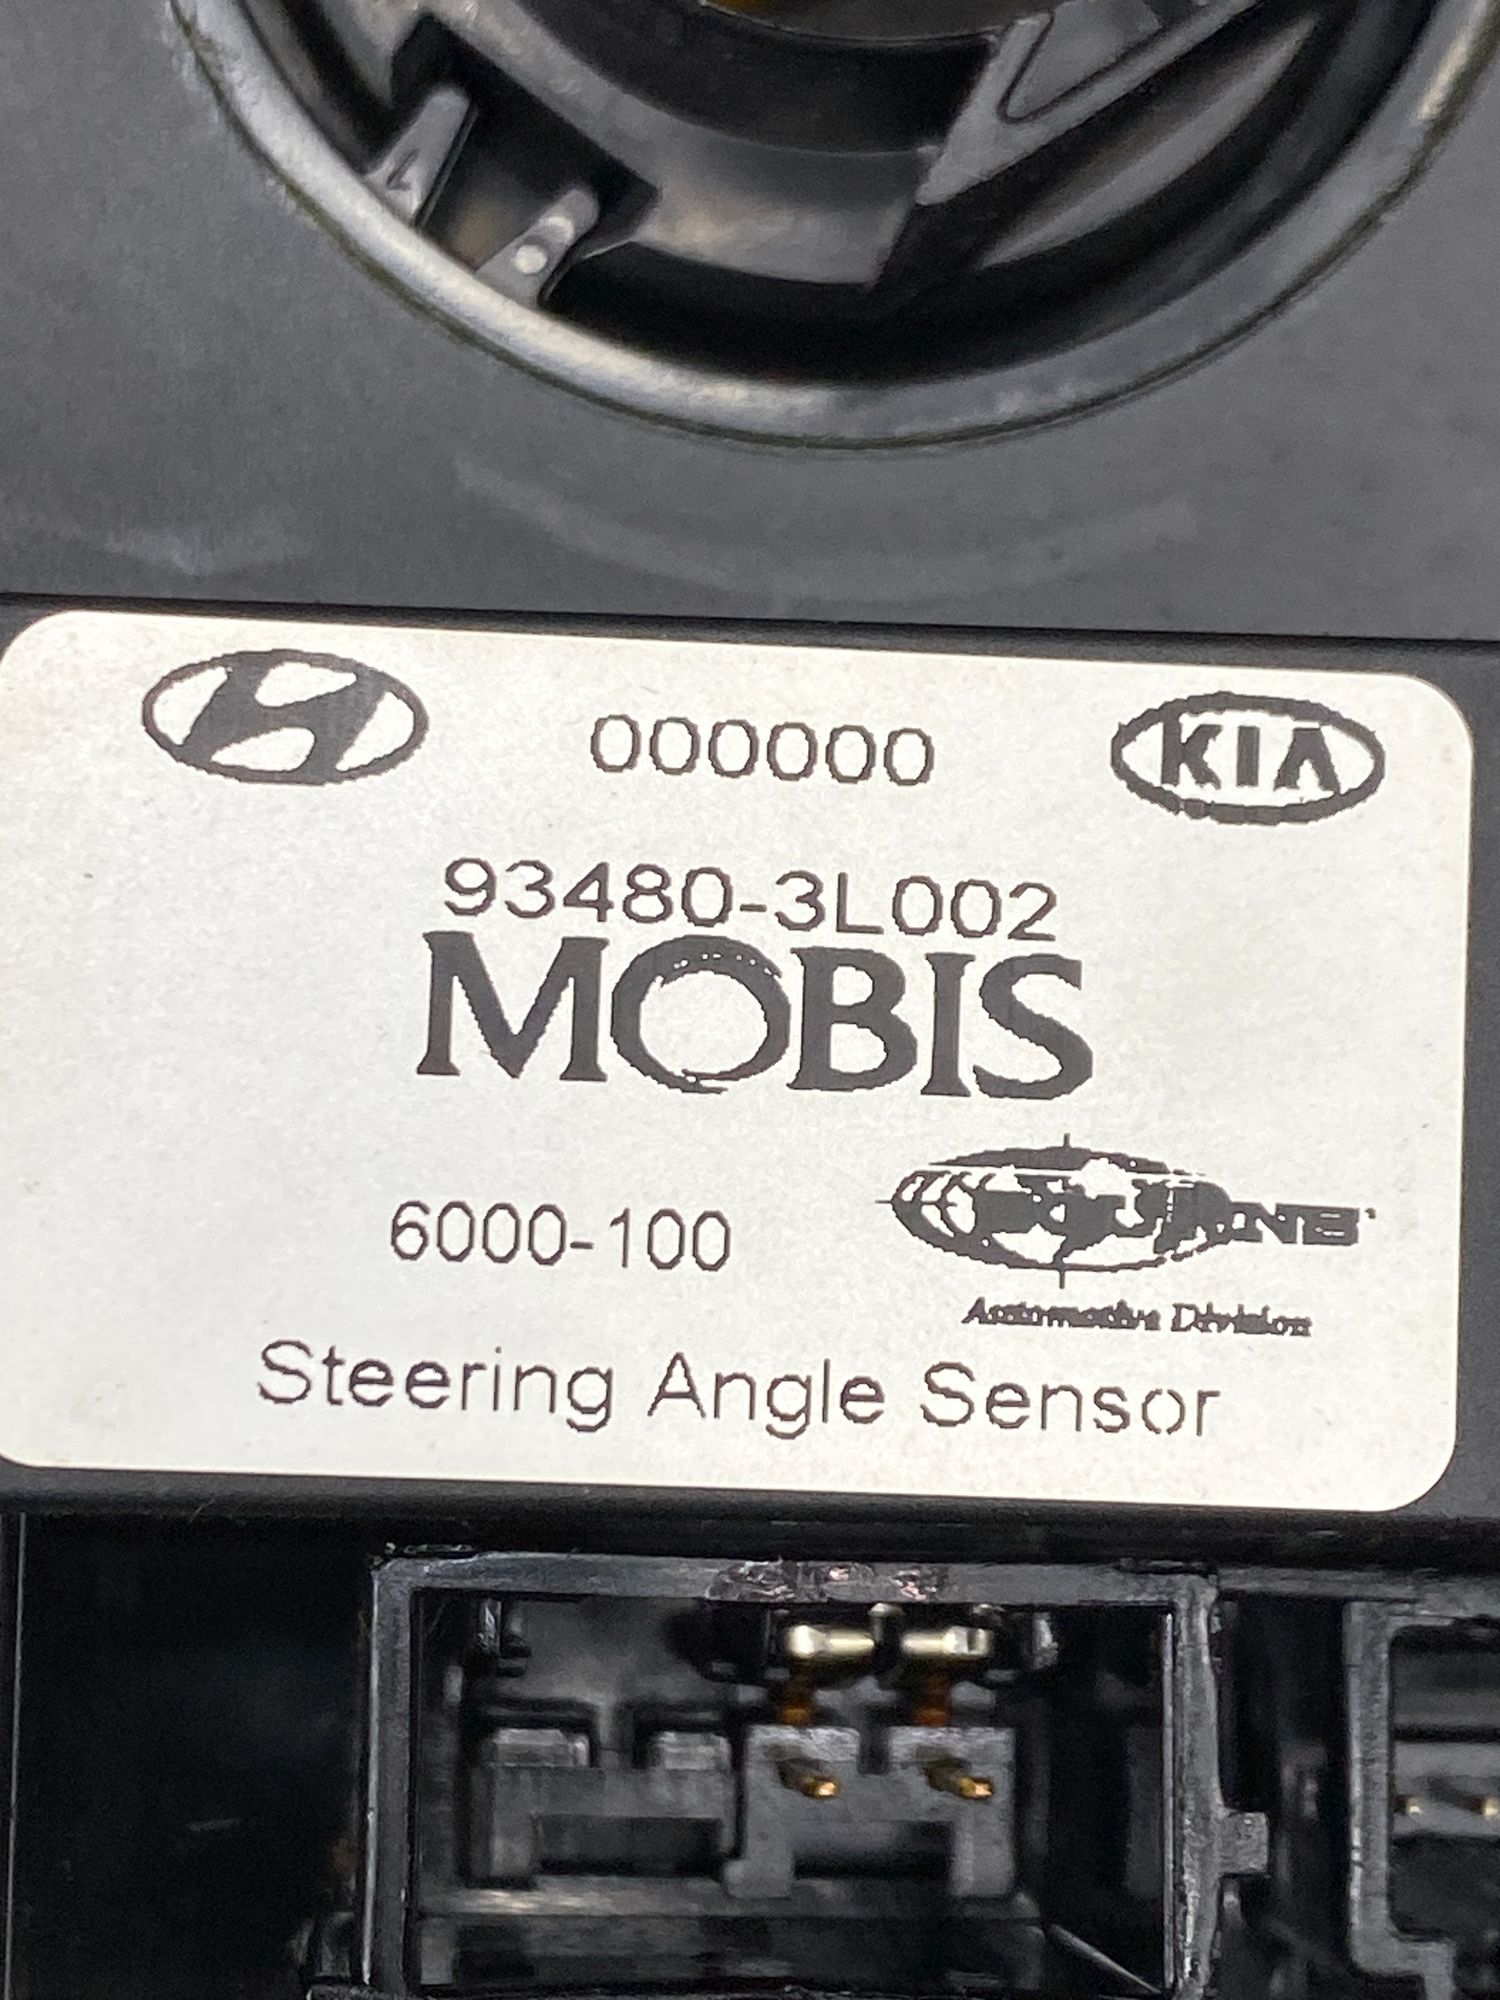 000000
KIA
93480-3L002
MOBIS
6000-100
Automotive Division
Steering Angle Sensor